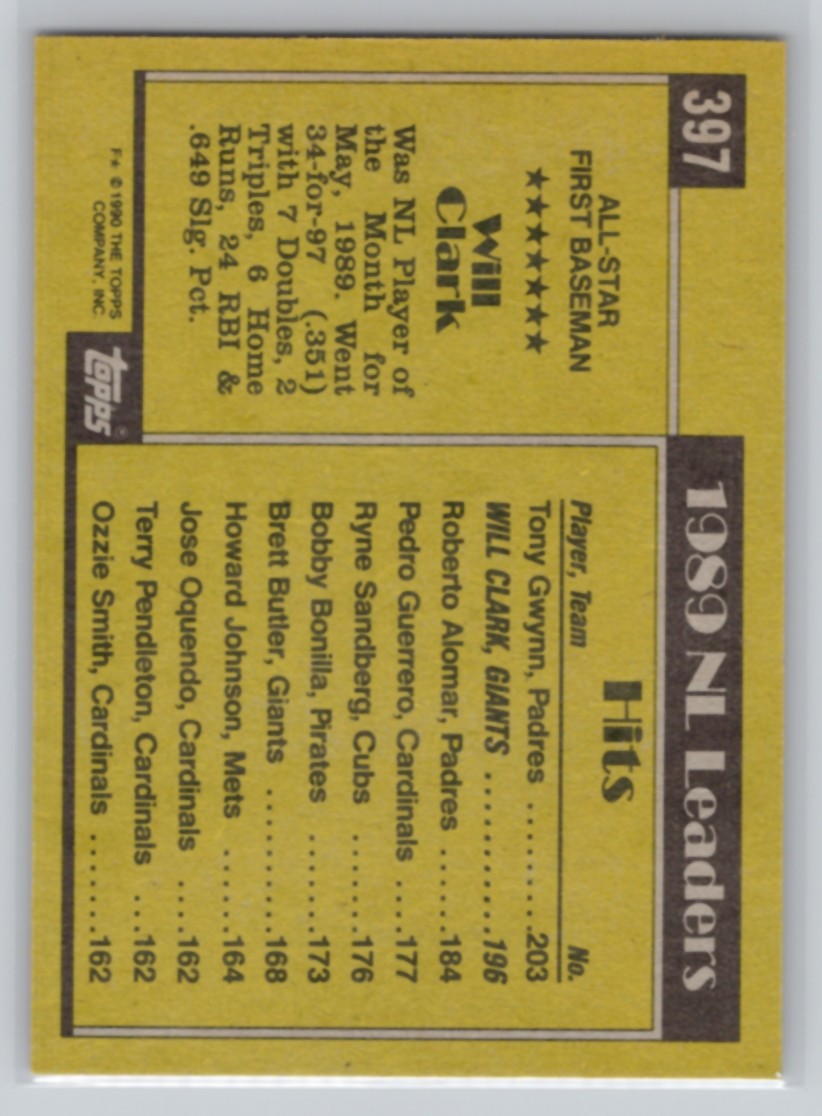 397
ALL-STAR
FIRST BASEMAN
★★★★★★★
Will
Clark
Was NL Player of
the Month for
May, 1989. Went
34-for-97 (.351)
with 7 Doubles, 2
Triples, 6 Home
Runs, 24 RBI &
.649 Slg. Pct.
F* © 1990 THE TOPPS
COMPANY, INC.
topps®
1989 NL Leaders
Hits
Player, Team No.
Tony Gwynn, Padres .........203
WILL CLARK, GIANTS ..........196
Roberto Alomar, Padres ......184
Pedro Guerrero, Cardinals ....177
Ryne Sandberg, Cubs .......176
Bobby Bonilla, Pirates .......173
Brett Butler, Giants ..........168
Howard Johnson, Mets ......164
Jose Oquendo, Cardinals ....162
Terry Pendleton, Cardinals ...162
Ozzie Smith, Cardinals .......162